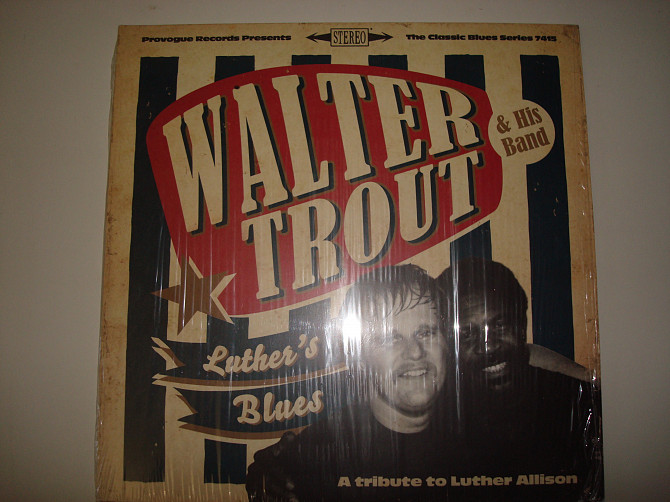 Provogue Records Presents
STEREO
The Classic Blues Series 7415
WALTER
TROUT
& His
Band
Luther's
Blues
A tribute to Luther Allison